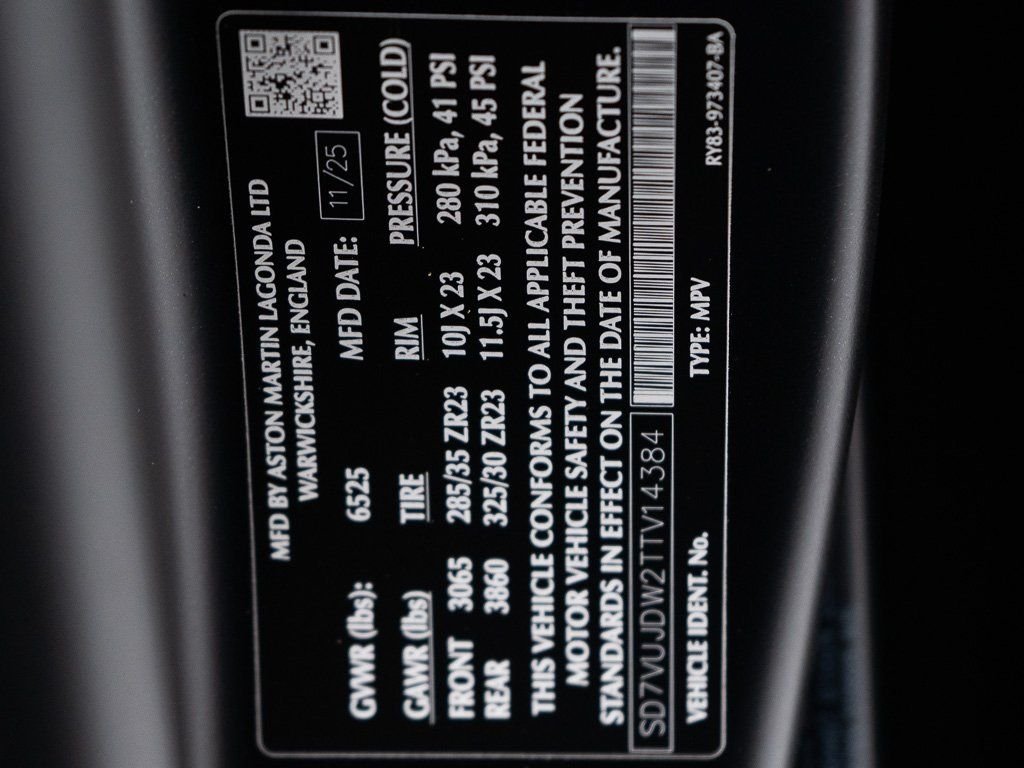 MFD BY ASTON MARTIN LAGONDA LTD
WARWICKSHIRE, ENGLAND
GVWR (lbs): 6525 MFD DATE: 11/25
GAWR (lbs) TIRE RIM PRESSURE (COLD)
FRONT 3065 285/35 ZR23 10J X 23 280 kPa, 41 PSI
REAR 3860 325/30 ZR23 11.5J X 23 310 kPa, 45 PSI
THIS VEHICLE CONFORMS TO ALL APPLICABLE FEDERAL
MOTOR VEHICLE SAFETY AND THEFT PREVENTION
STANDARDS IN EFFECT ON THE DATE OF MANUFACTURE.
SD7VUJDW2TTV14384
VEHICLE IDENT. No. TYPE: MPV RY83-973407-BA